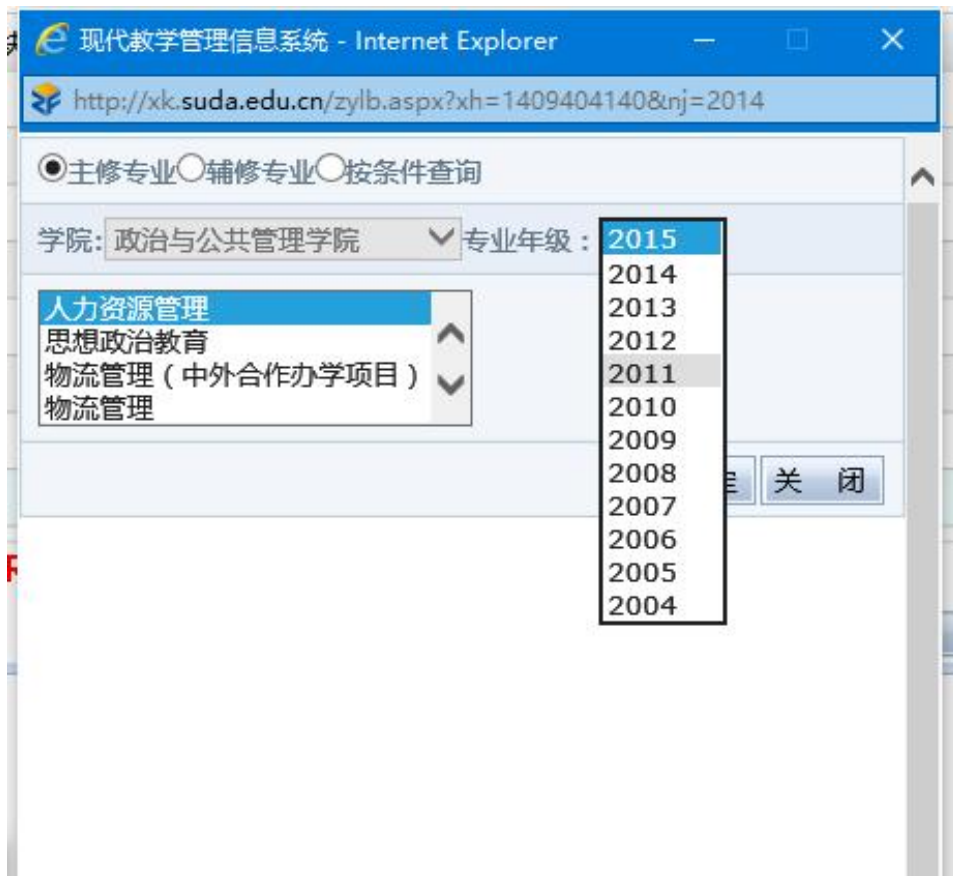 现代教学管理信息系统 - Internet Explorer
http://xk.suda.edu.cn/zylb.aspx?xh=1409404140&nj=2014
主修专业 辅修专业 按条件查询
学院: 政治与公共管理学院 专业年级： 2015
2014
2013
2012
2011
2010
2009
2008
2007
2006
2005
2004
人力资源管理
思想政治教育
物流管理（中外合作办学项目）
物流管理
关 闭